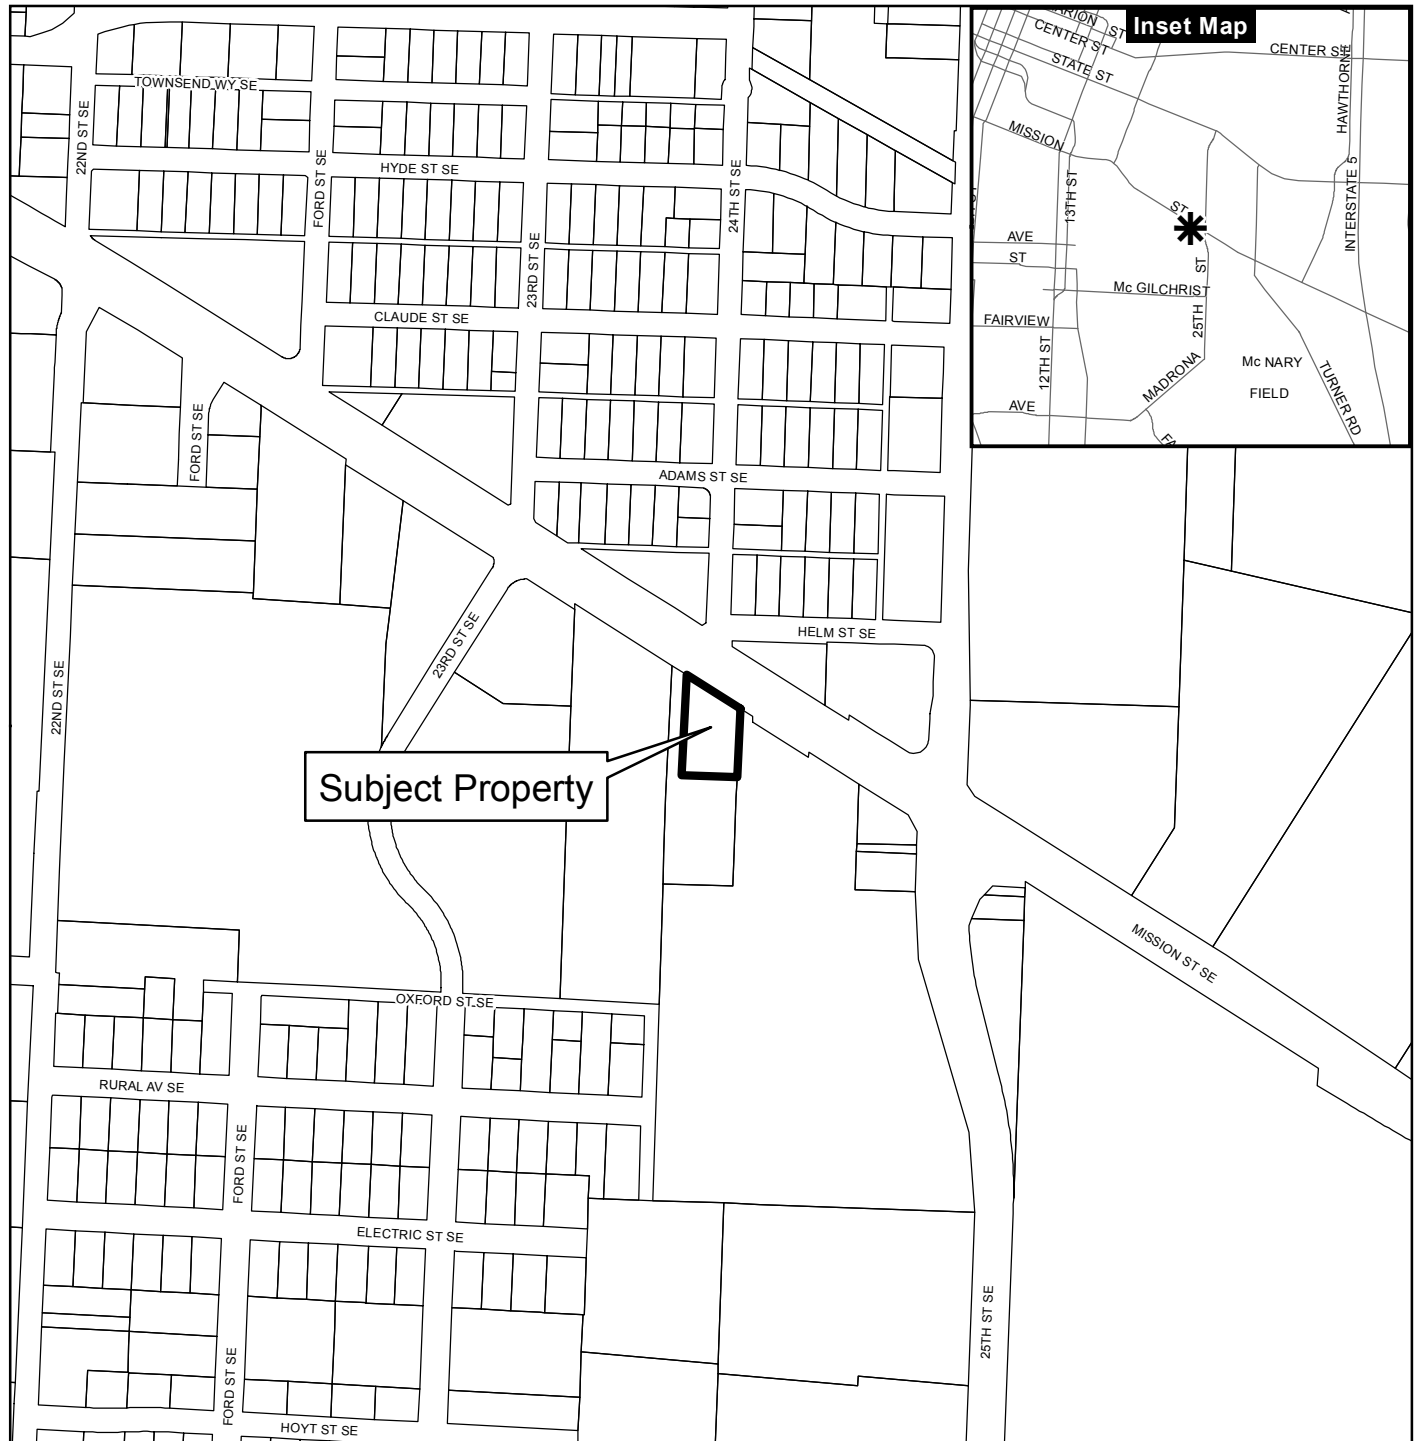 Inset Map
ST
CENTER ST
STATE ST
MISSION
ST
13TH ST
AVE
ST
Mc GILCHRIST
FAIRVIEW
12TH ST
25TH
ST
MADRONA
AVE
Mc NARY
FIELD
TURNER RD
INTERSTATE 5
HAWTHORNE
TOWNSEND WY SE
22ND ST SE
HYDE ST SE
FORD ST SE
24TH ST SE
23RD ST SE
CLAUDE ST SE
FORD ST SE
ADAMS ST SE
HELM ST SE
23RD ST SE
22ND ST SE
Subject Property
MISSION ST SE
OXFORD ST SE
RURAL AV SE
FORD ST SE
ELECTRIC ST SE
25TH ST SE
FORD ST SE
HOYT ST SE